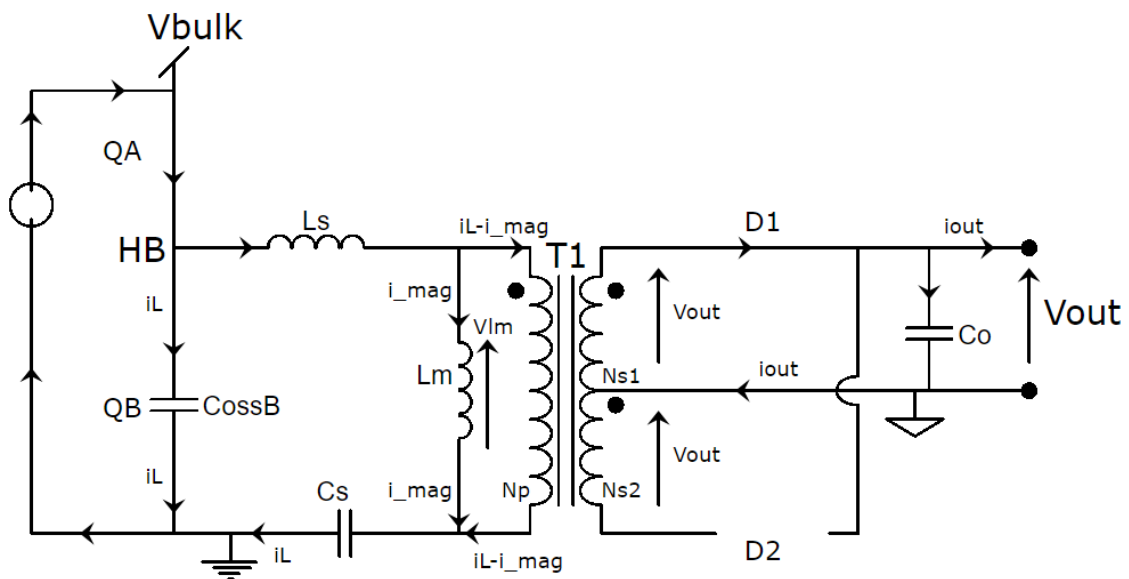 Vbulk
QA
HB
Ls
iL-i_mag
T1
D1
iout
iL
i_mag
Vlm
Lm
Vout
Vout
Co
Ns1
iout
QB
CossB
iL
i_mag
Np
Ns2
Vout
Cs
iL
iL-i_mag
D2